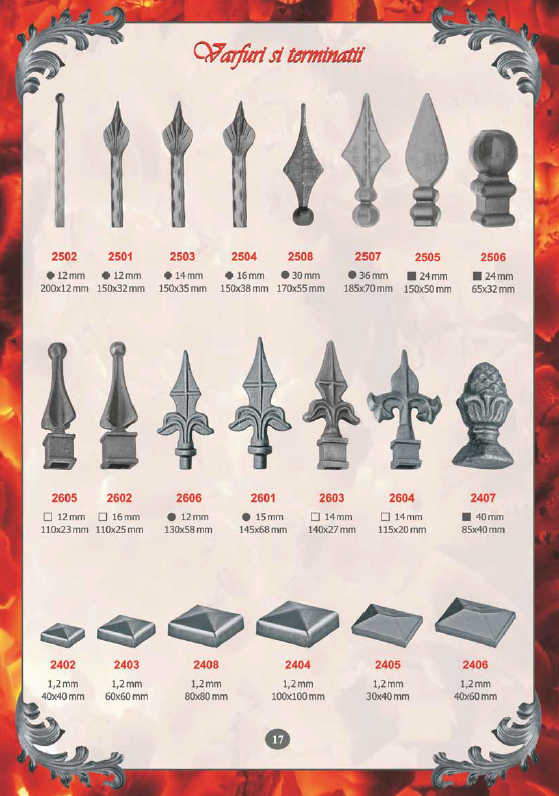 Varfuri si terminatii
2502 2501 2503 2504 2508 2507 2505 2506
12 mm 12 mm 14 mm 16 mm 30 mm 36 mm 24 mm 24 mm
200x12 mm 150x32 mm 150x35 mm 150x38 mm 170x55 mm 185x70 mm 150x50 mm 65x32 mm
2605 2602 2606 2601 2603 2604 2407
12 mm 16 mm 12 mm 15 mm 14 mm 14 mm 40 mm
110x23 mm 110x25 mm 130x58 mm 145x68 mm 140x27 mm 115x20 mm 85x40 mm
2402 2403 2408 2404 2405 2406
1,2 mm 1,2 mm 1,2 mm 1,2 mm 1,2 mm 1,2 mm
40x40 mm 60x60 mm 80x80 mm 100x100 mm 30x40 mm 40x60 mm
17